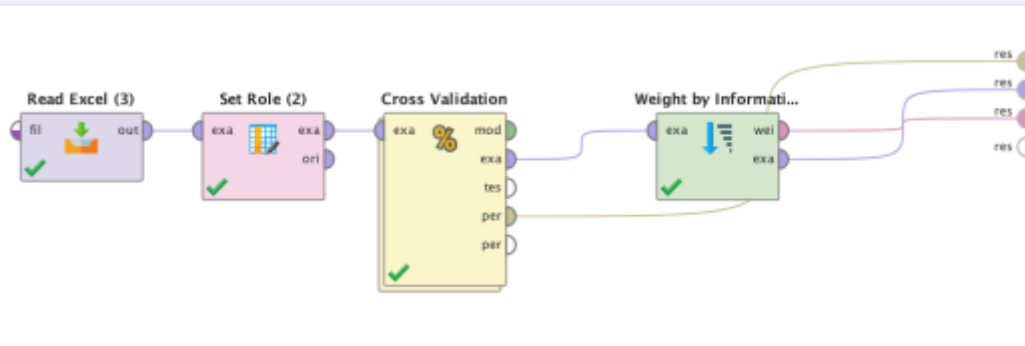 Read Excel (3)
fil
out
Set Role (2)
exa
exa
ori
Cross Validation
exa
%
mod
exa
tes
per
per
Weight by Informati...
exa
wei
exa
res
res
res
res